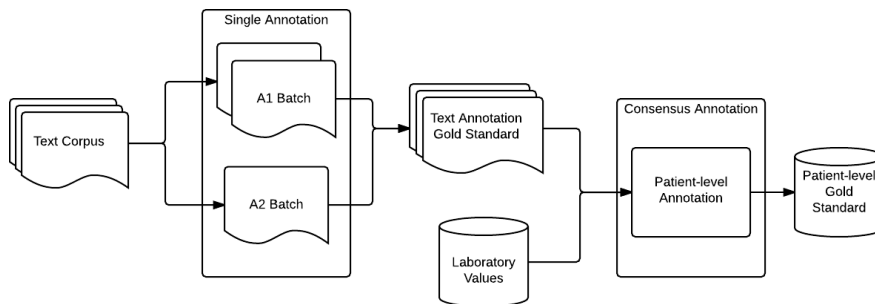 Single Annotation
A1 Batch
Text Corpus
A2 Batch
Text Annotation
Gold Standard
Laboratory
Values
Consensus Annotation
Patient-level
Annotation
Patient-level
Gold
Standard